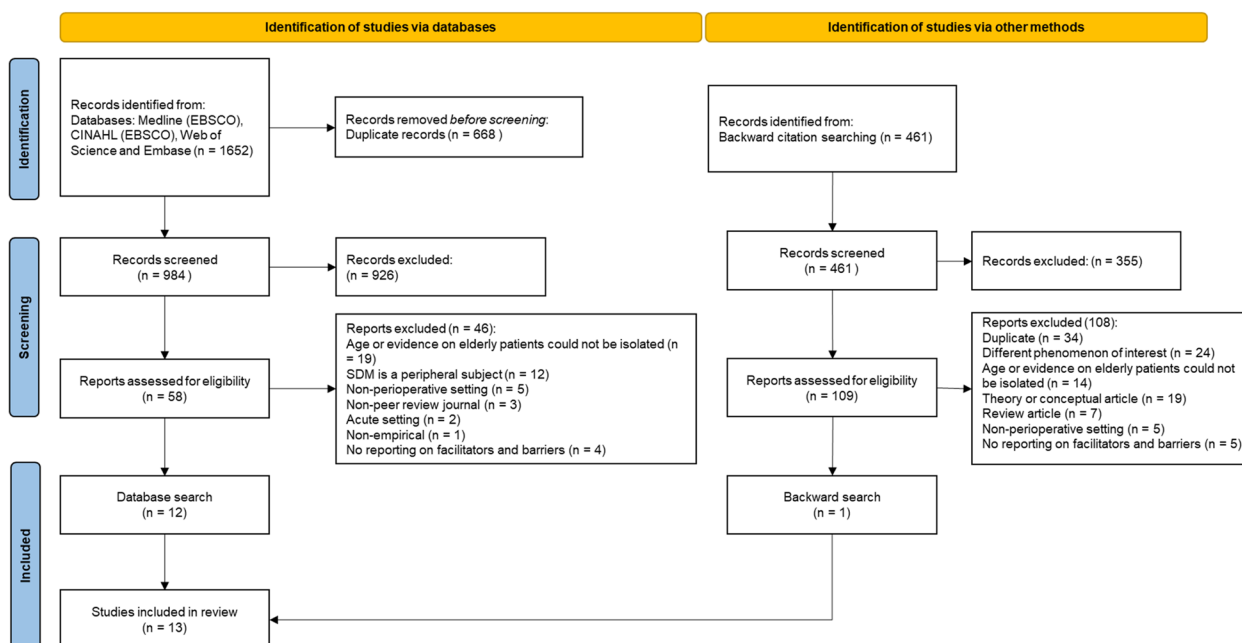 Identification of studies via databases
Identification of studies via other methods
Identification
Records identified from:
Databases: Medline (EBSCO),
CINAHL (EBSCO), Web of
Science and Embase (n = 1652)
Records removed before screening:
Duplicate records (n = 668 )
Records identified from:
Backward citation searching (n = 461)
Screening
Records screened
(n = 984)
Records excluded:
(n = 926)
Records screened
(n = 461)
Records excluded: (n = 355)
Reports assessed for eligibility
(n = 58)
Reports excluded (n = 46):
Age or evidence on elderly patients could not be isolated (n
= 19)
SDM is a peripheral subject (n = 12)
Non-perioperative setting (n = 5)
Non-peer review journal (n = 3)
Acute setting (n = 2)
Non-empirical (n = 1)
No reporting on facilitators and barriers (n = 4)
Reports assessed for eligibility
(n = 109)
Reports excluded (108):
Duplicate (n = 34)
Different phenomenon of interest (n = 24)
Age or evidence on elderly patients could not
be isolated (n = 14)
Theory or conceptual article (n = 19)
Review article (n = 7)
Non-perioperative setting (n = 5)
No reporting on facilitators and barriers (n = 5)
Included
Database search
(n = 12)
Backward search
(n = 1)
Studies included in review
(n = 13)